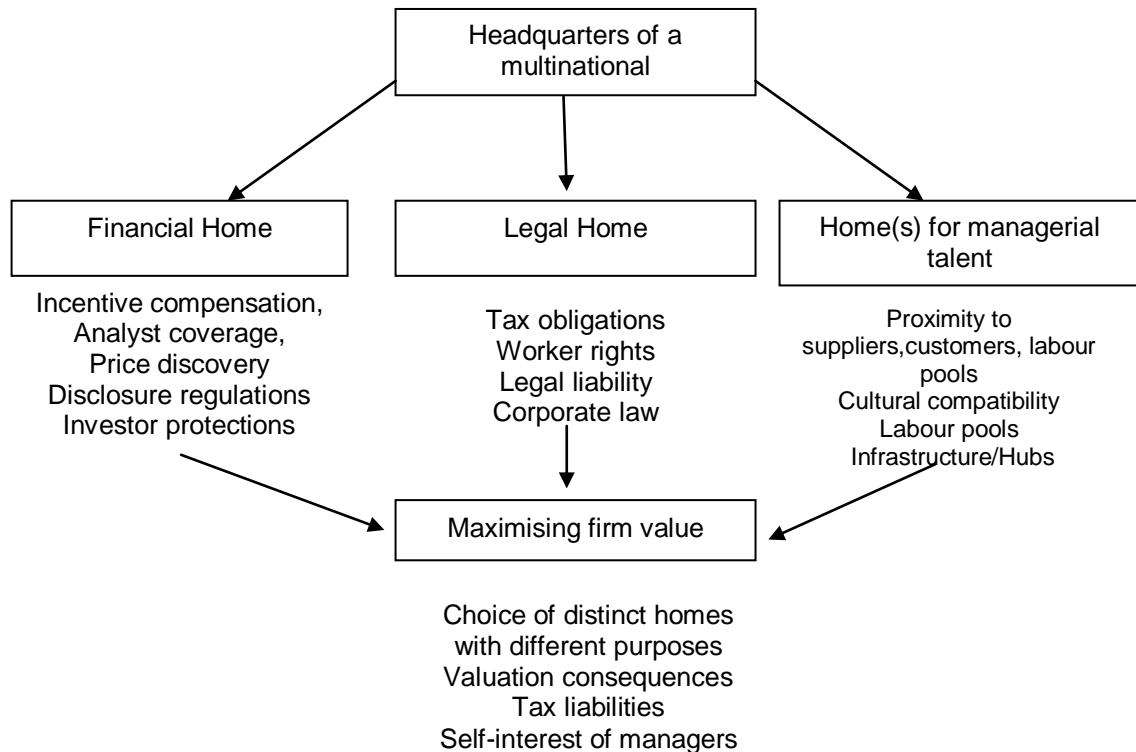 Headquarters of a
multinational
Financial Home
Incentive compensation,
Analyst coverage,
Price discovery
Disclosure regulations
Investor protections
Legal Home
Tax obligations
Worker rights
Legal liability
Corporate law
Home(s) for managerial
talent
Proximity to
suppliers,customers, labour
pools
Cultural compatibility
Labour pools
Infrastructure/Hubs
Maximising firm value
Choice of distinct homes
with different purposes
Valuation consequences
Tax liabilities
Self-interest of managers